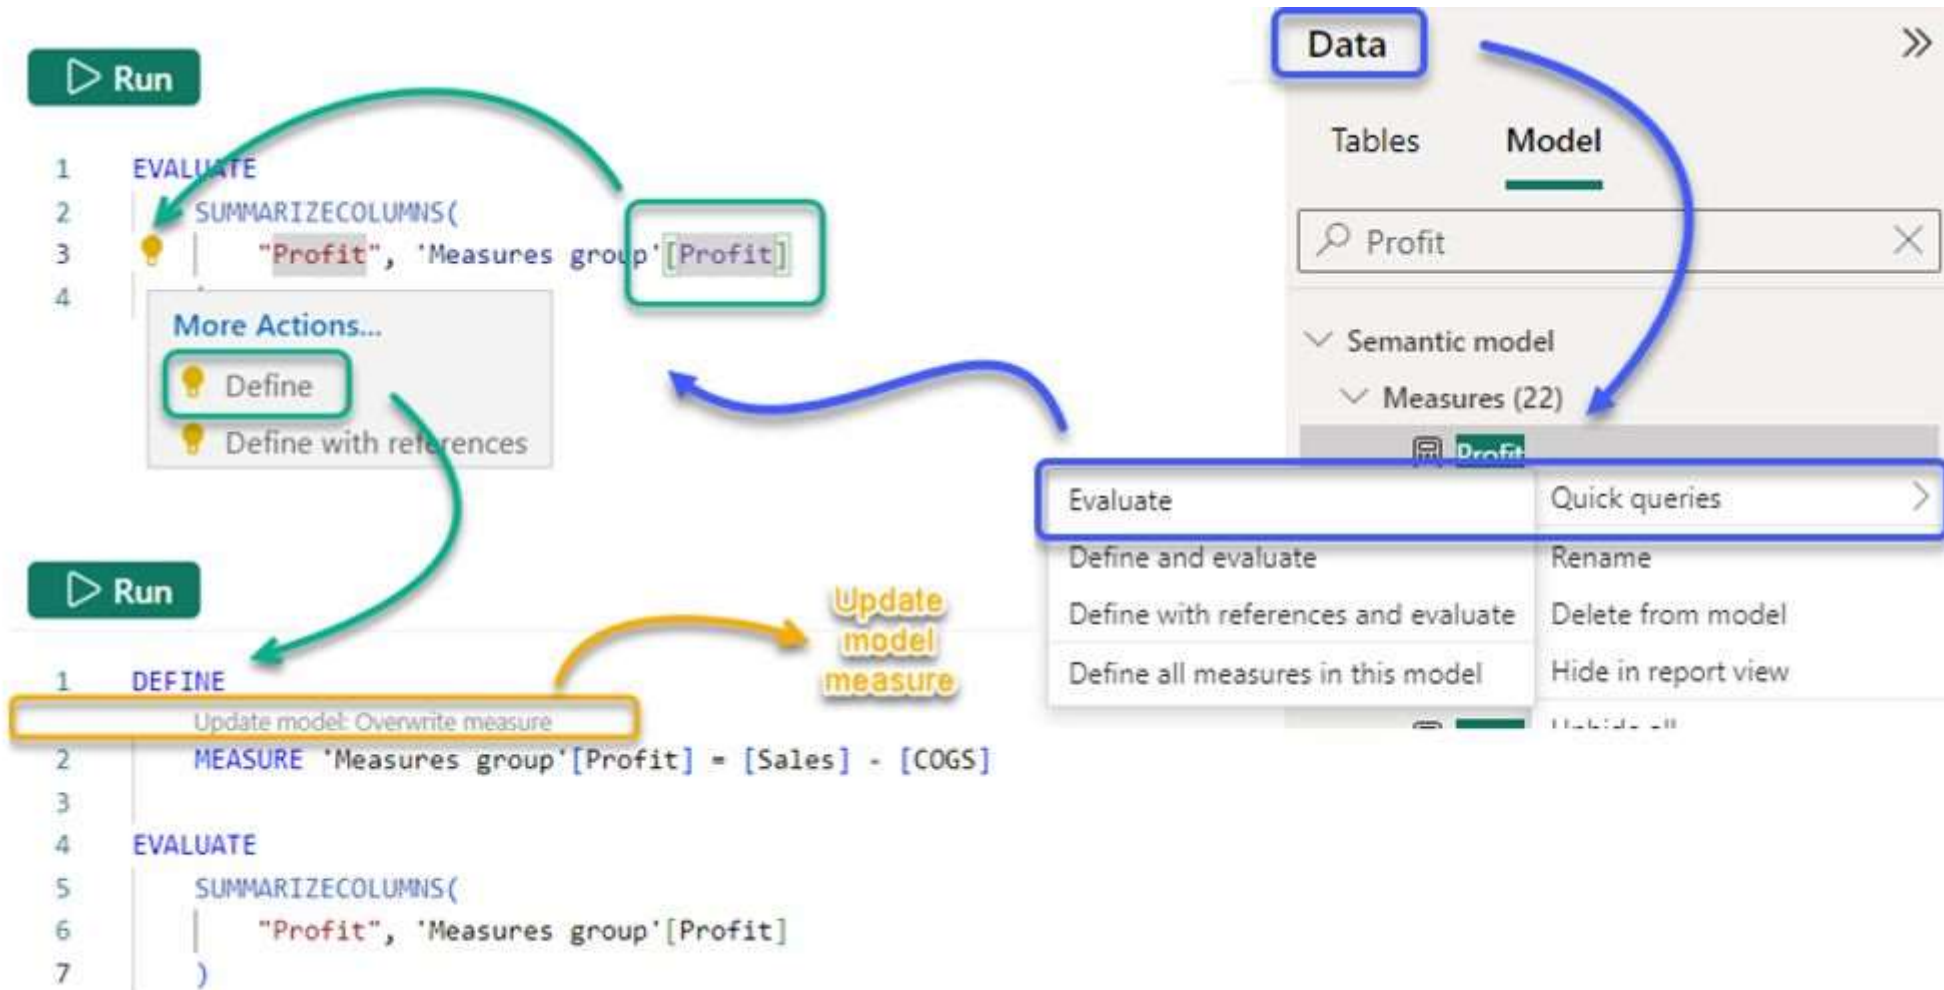 Run
1 EVALUATE
2 SUMMARIZECOLUMNS(
3 "Profit", 'Measures group'[Profit]
4
More Actions...
Define
Define with references
Data
Tables Model
Profit
Semantic model
Measures (22)
Profit
Evaluate
Define and evaluate
Define with references and evaluate
Define all measures in this model
Quick queries
Rename
Delete from model
Hide in report view
Unhide all
Run
Update
model
measure
1 DEFINE
Update model: Overwrite measure
2 MEASURE 'Measures group'[Profit] = [Sales] - [COGS]
3
4 EVALUATE
5 SUMMARIZECOLUMNS(
6 "Profit", 'Measures group'[Profit]
7 )